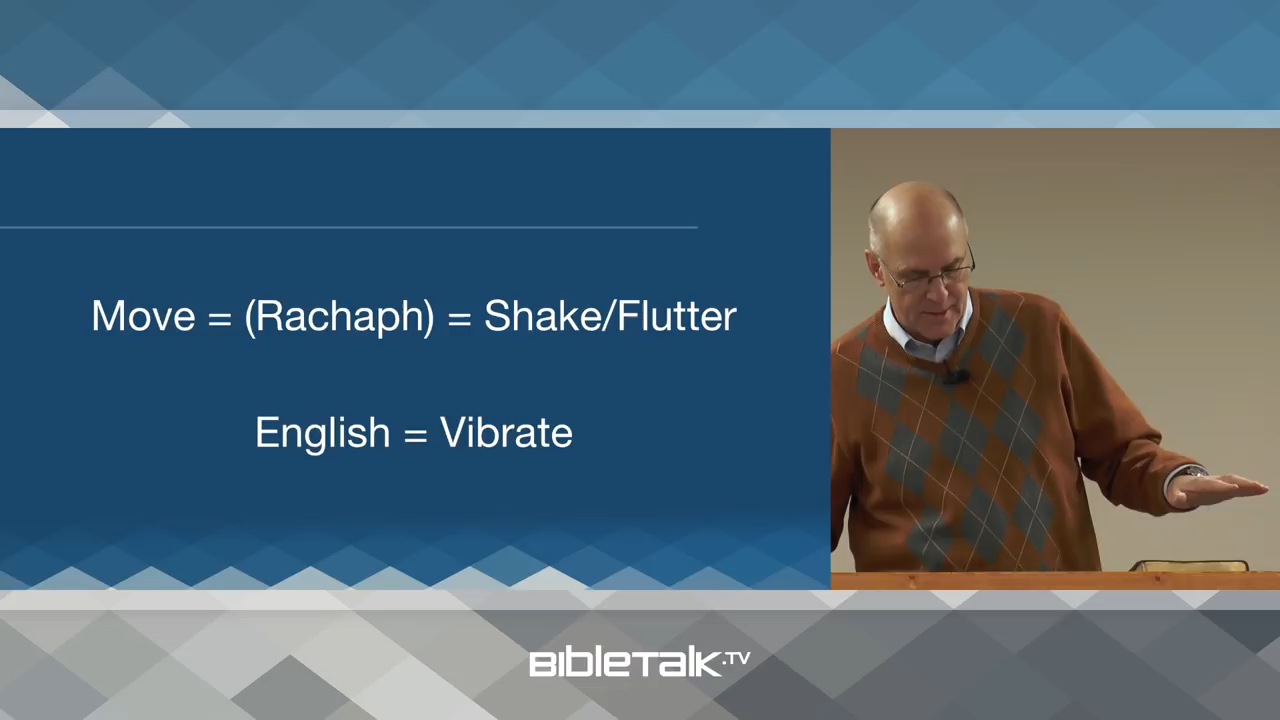 Move = (Rachaph) = Shake/Flutter
English = Vibrate
BIBLETALK.TV